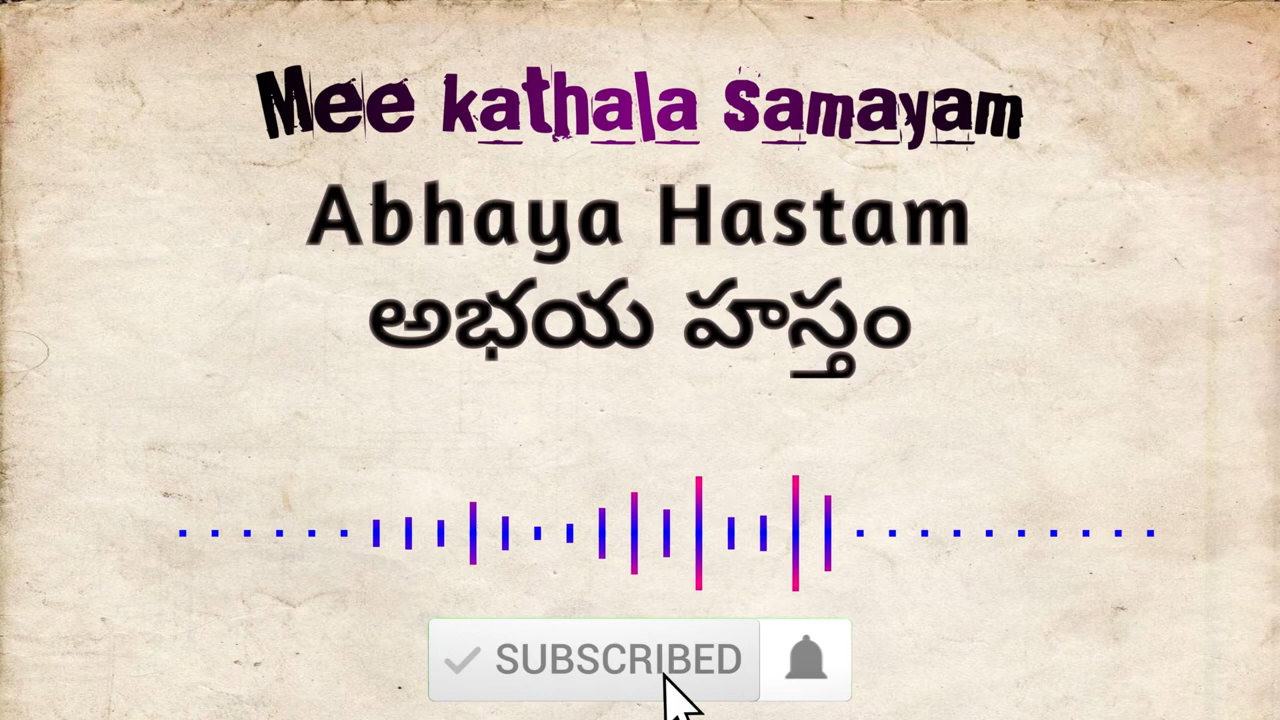 Mee kathala samayam
Abhaya Hastam
అభయ హస్తం
SUBSCRIBED